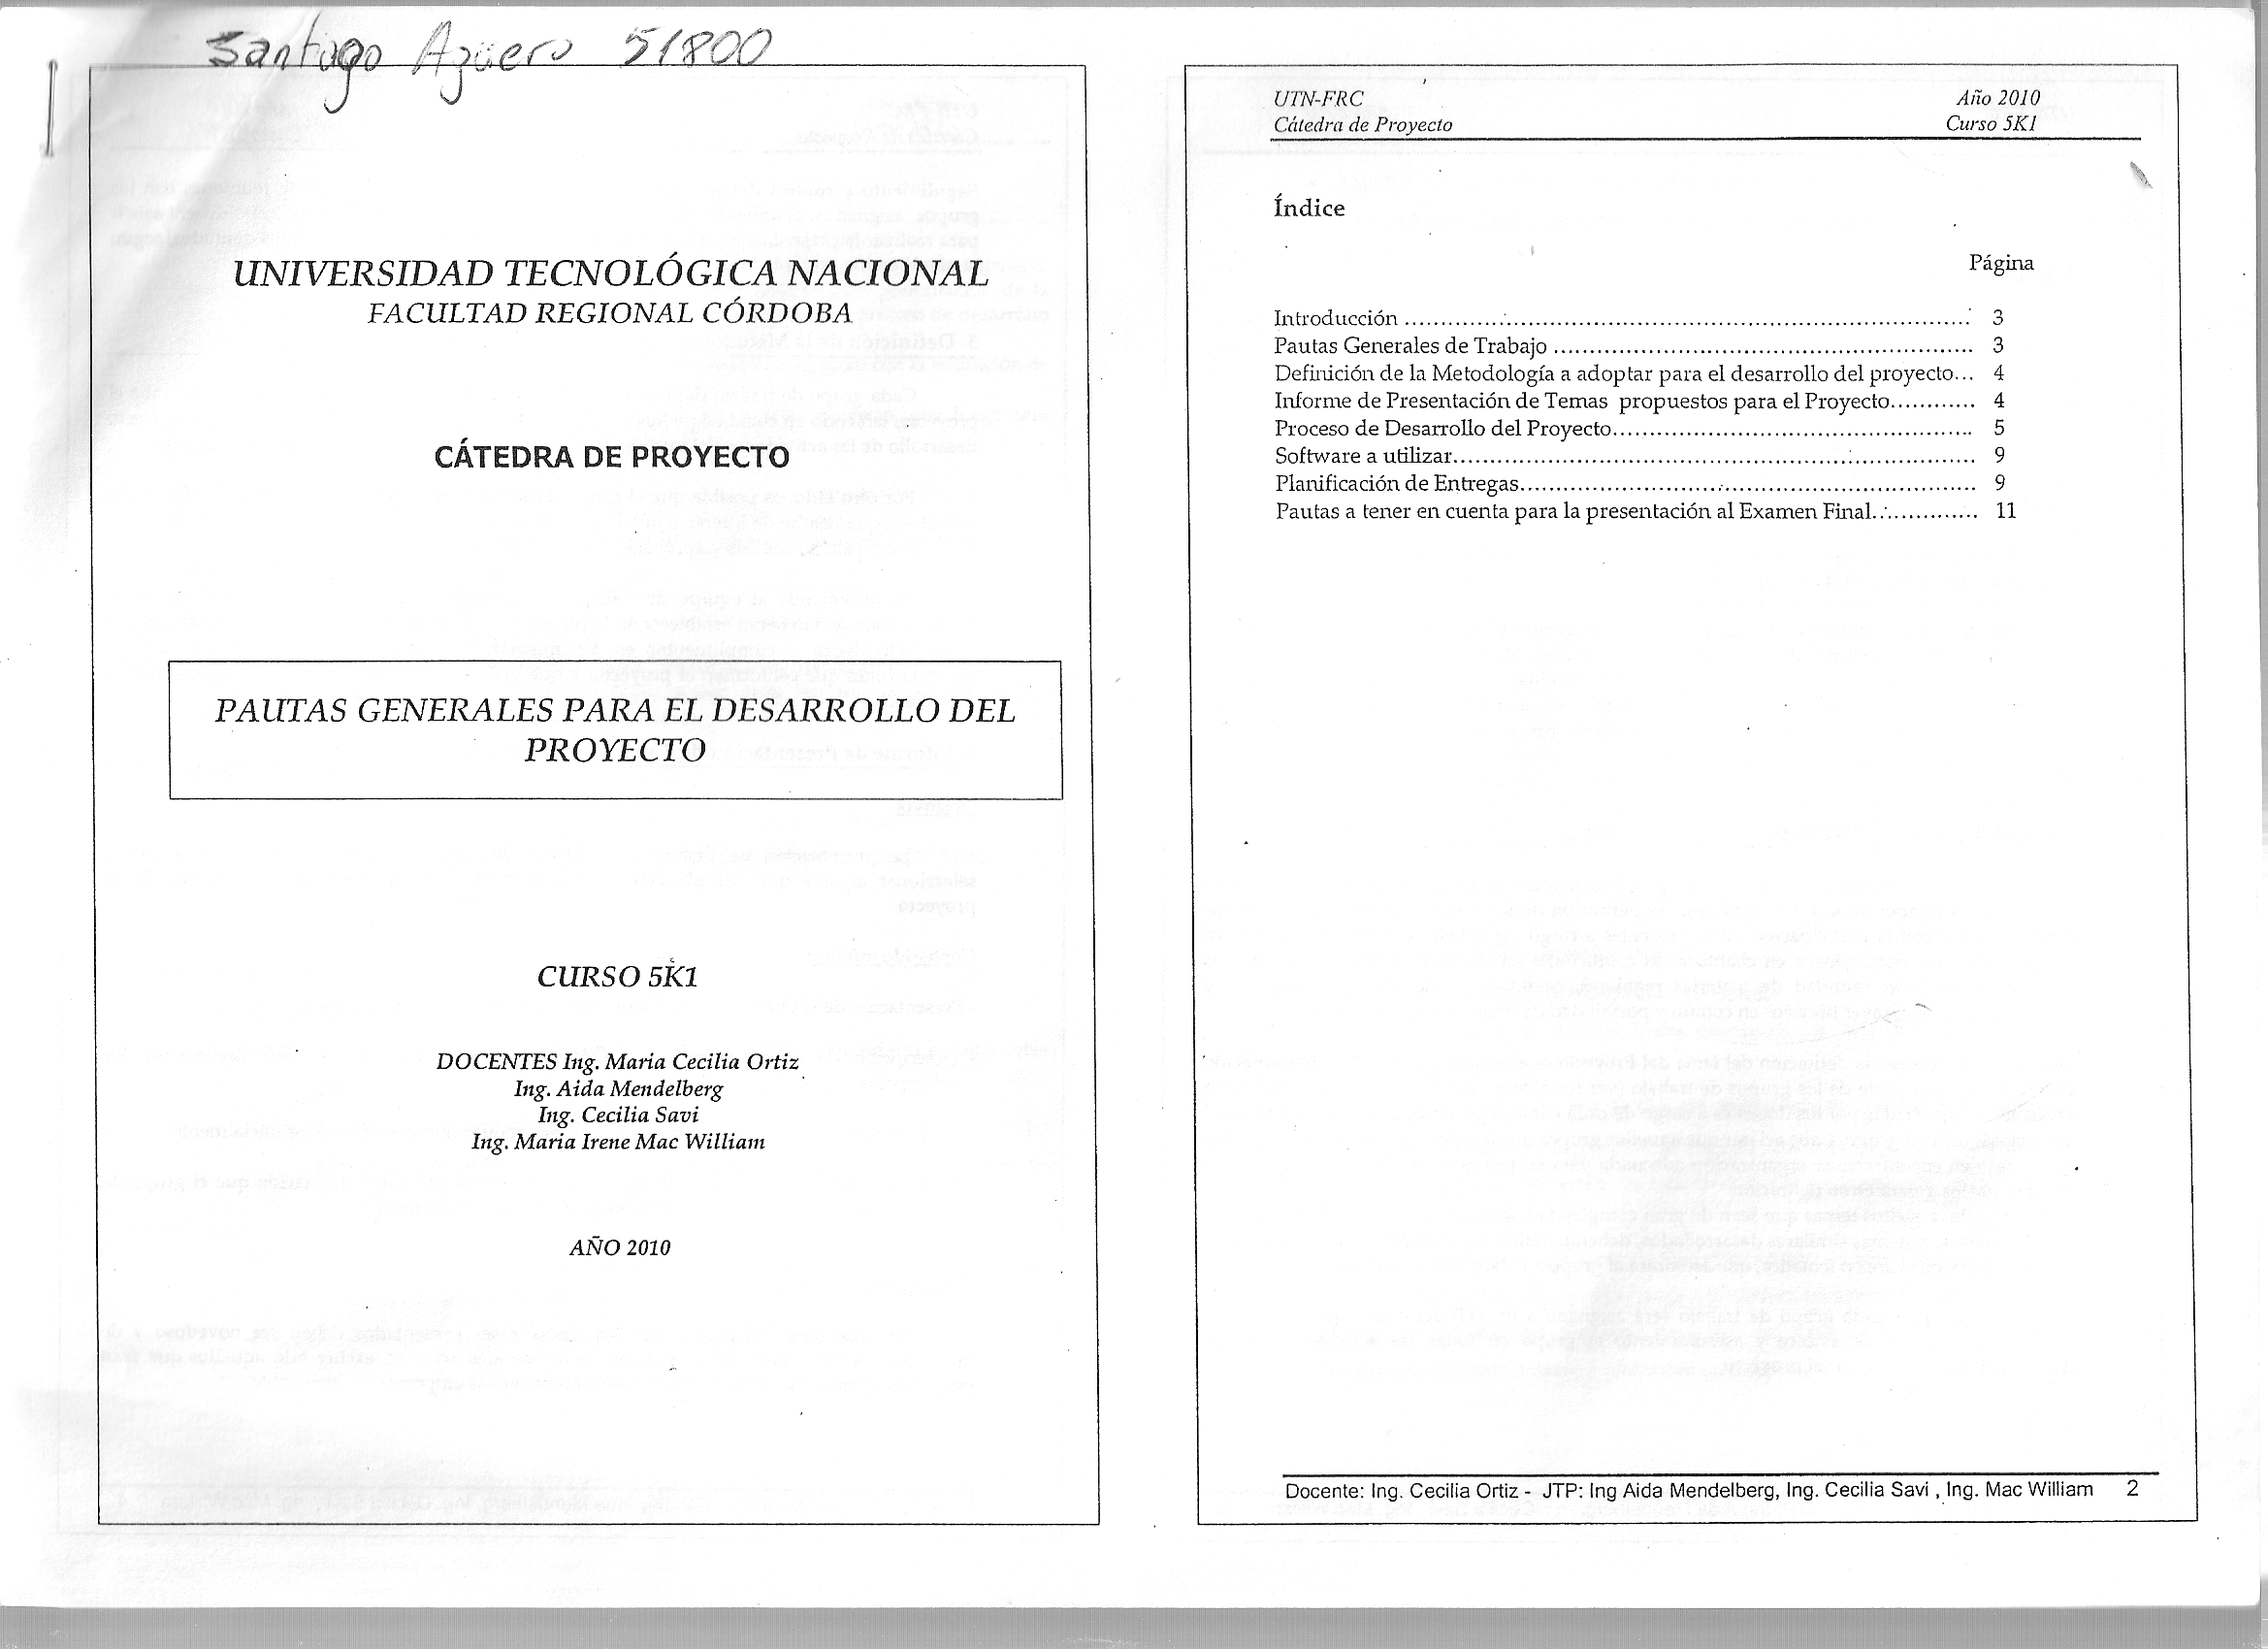 Santiago Agüero 51800
UNIVERSIDAD TECNOLÓGICA NACIONAL
FACULTAD REGIONAL CÓRDOBA
CÁTEDRA DE PROYECTO
PAUTAS GENERALES PARA EL DESARROLLO DEL
PROYECTO
CURSO 5K1
DOCENTES Ing. Maria Cecilia Ortiz
Ing. Aida Mendelberg
Ing. Cecilia Savi
Ing. Maria Irene Mac William
AÑO 2010
UTN-FRC Año 2010
Cátedra de Proyecto Curso 5K1
Índice
Página
Introducción ........................................................................... 3
Pautas Generales de Trabajo ......................................................... 3
Definición de la Metodología a adoptar para el desarrollo del proyecto... 4
Informe de Presentación de Temas propuestos para el Proyecto............ 4
Proceso de Desarrollo del Proyecto................................................ 5
Software a utilizar...................................................................... 9
Planificación de Entregas............................................................. 9
Pautas a tener en cuenta para la presentación al Examen Final.............. 11
Docente: Ing. Cecilia Ortiz - JTP: Ing Aida Mendelberg, Ing. Cecilia Savi , Ing. Mac William 2